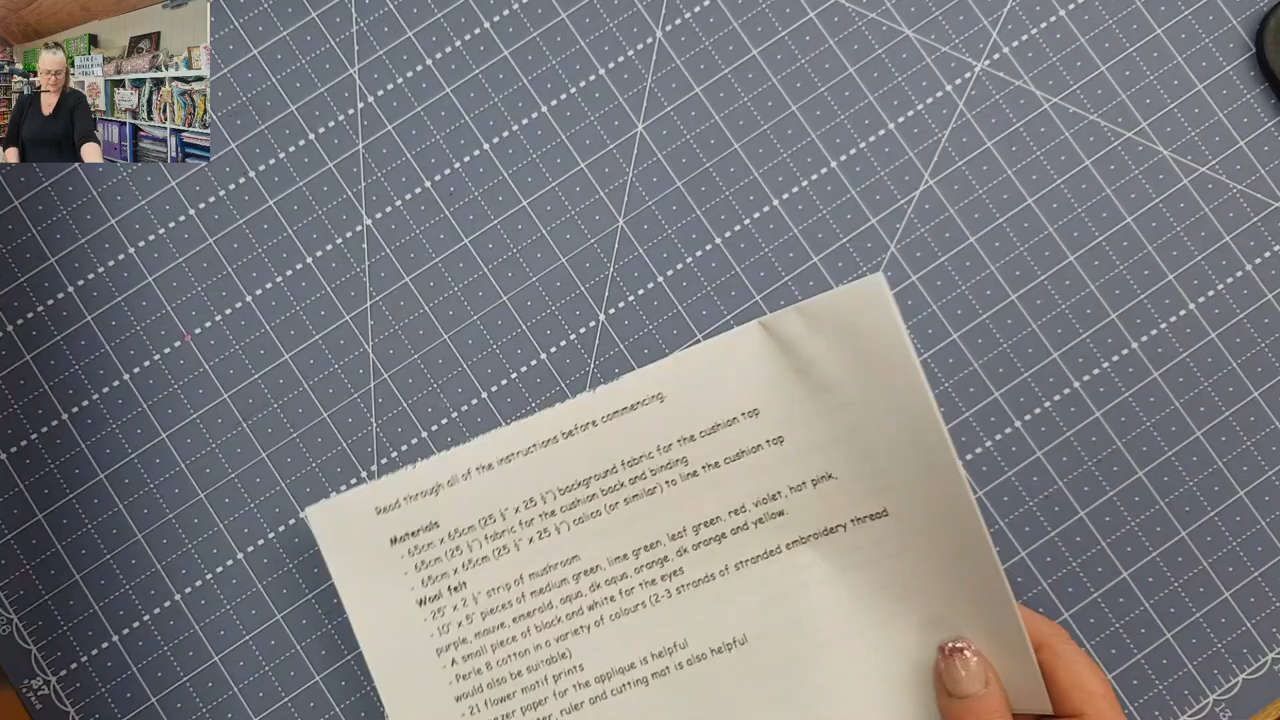 Read through all of the instructions before commencing.
Materials
- 65cm x 65cm (25 ½" x 25 ½") background fabric for the cushion top
- 65cm (25 ½") fabric for the cushion back and binding
- 65cm x 65cm (25 ½" x 25 ½") calico (or similar) to line the cushion top
Wool felt
- 25" x 2 ½" strip of mushroom
- 10" x 5" pieces of medium green, lime green, leaf green, red, violet, hot pink,
purple, mauve, emerald, aqua, dk aqua, orange, dk orange and yellow.
- A small piece of black and white for the eyes
- Perle 8 cotton in a variety of colours (2-3 strands of stranded embroidery thread
would also be suitable)
- 21 flower motif prints
paper for the applique is helpful
ruler and cutting mat is also helpful
27